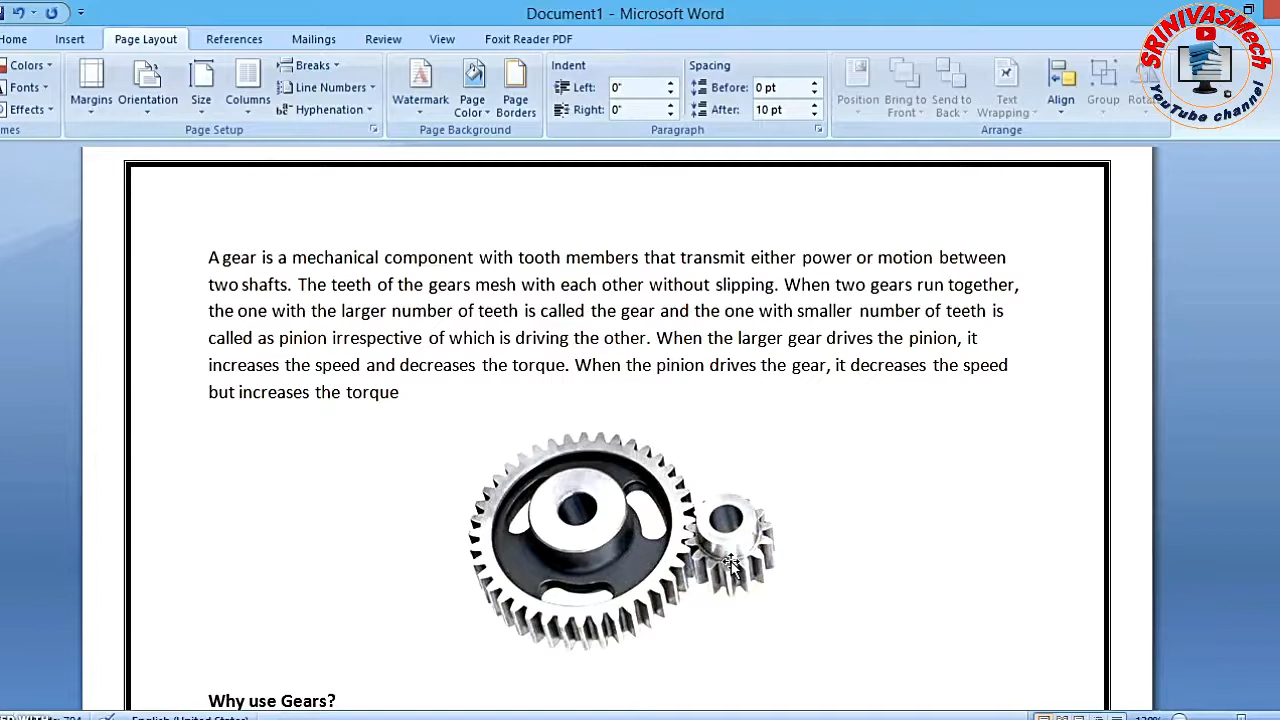 Document1 - Microsoft Word
Home Insert Page Layout References Mailings Review View Foxit Reader PDF
Colors Breaks Indent Spacing
Fonts Line Numbers Left: 0" Before: 0 pt
Effects Hyphenation Right: 0" After: 10 pt
Margins Orientation Size Columns Watermark Page Color Page Borders Position Bring to Front Send to Back Text Wrapping Align Group
Page Setup Page Background Paragraph Arrange
SRINIVASMech
YouTube channel
A gear is a mechanical component with tooth members that transmit either power or motion between
two shafts. The teeth of the gears mesh with each other without slipping. When two gears run together,
the one with the larger number of teeth is called the gear and the one with smaller number of teeth is
called as pinion irrespective of which is driving the other. When the larger gear drives the pinion, it
increases the speed and decreases the torque. When the pinion drives the gear, it decreases the speed
but increases the torque
Why use Gears?
English (United States)